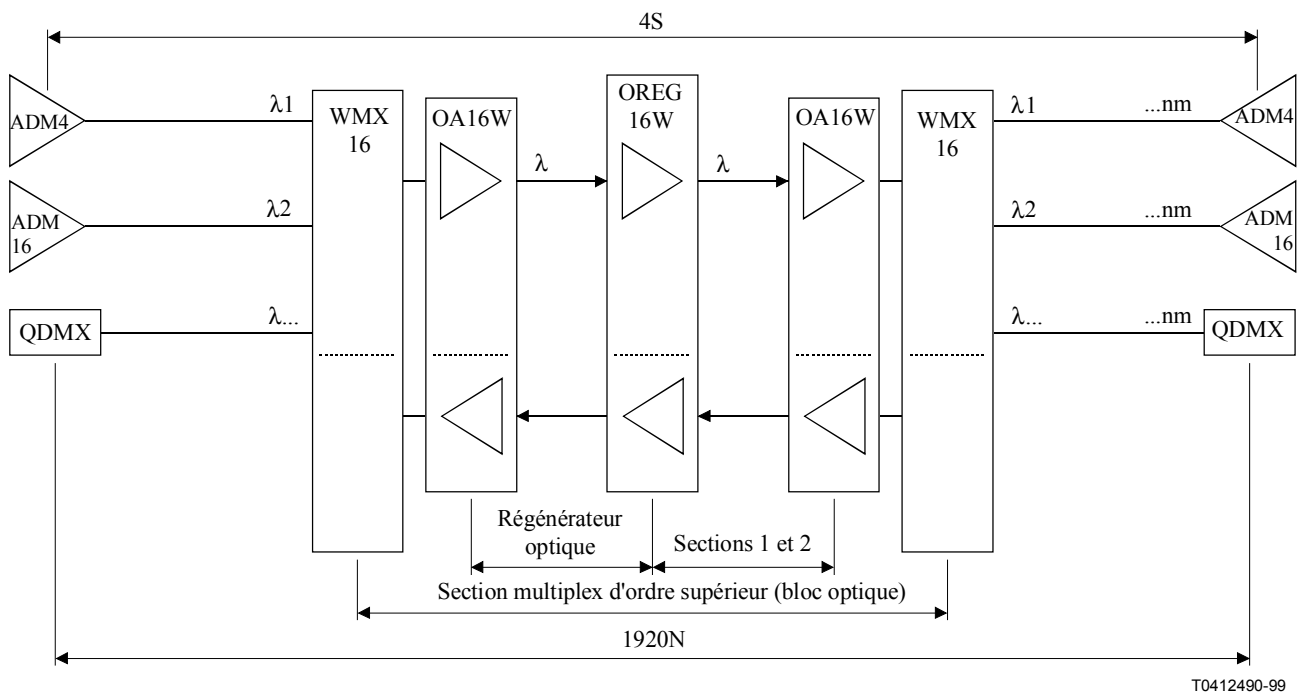 4S
ADM4
λ1
WMX
16
OA16W
OREG
16W
OA16W
WMX
16
λ1
...nm
ADM4
λ
λ
ADM
16
λ2
λ2
...nm
ADM
16
QDMX
λ...
λ...
...nm
QDMX
Régénérateur
optique
Sections 1 et 2
Section multiplex d'ordre supérieur (bloc optique)
1920N
T0412490-99